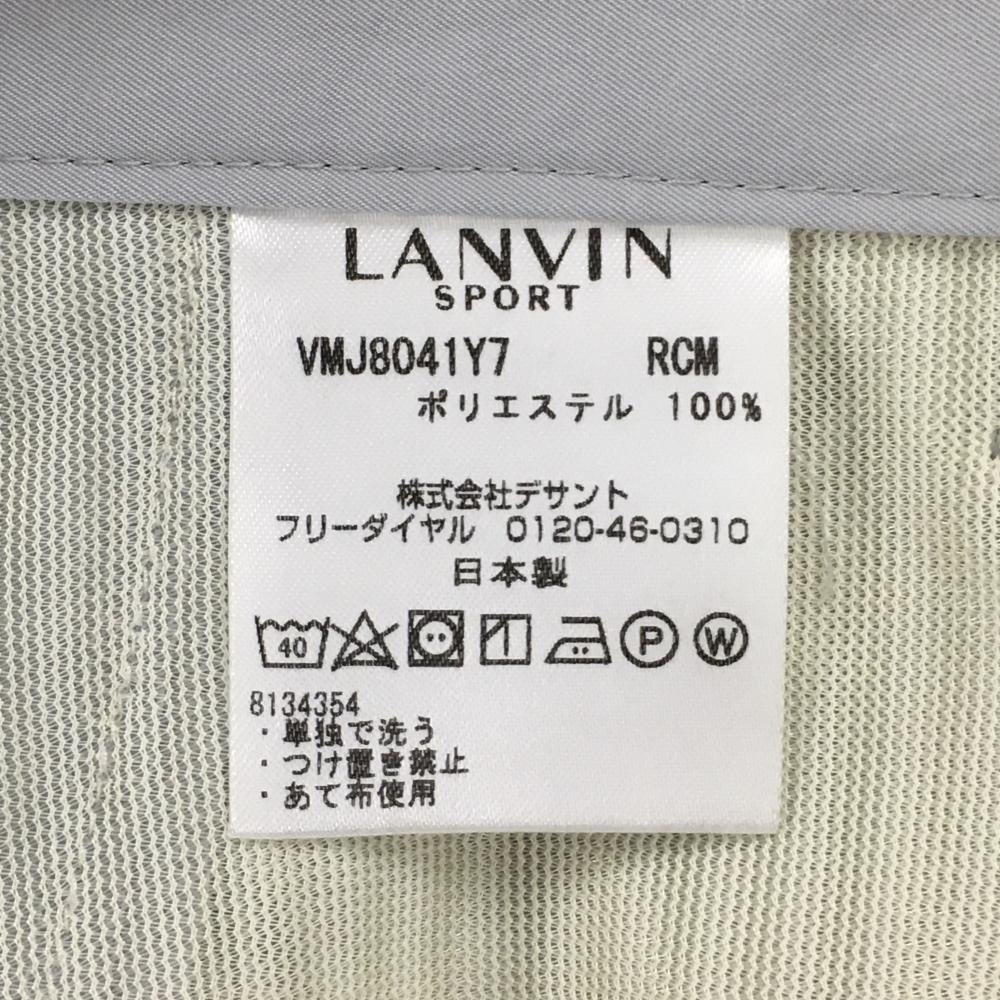 LANVIN
SPORT
VMJ8041Y7 RCM
ポリエステル 100%
株式会社デサント
フリーダイヤル 0120-46-0310
日本製
40 P W
8134354
・単独で洗う
・つけ置き禁止
・あて布使用